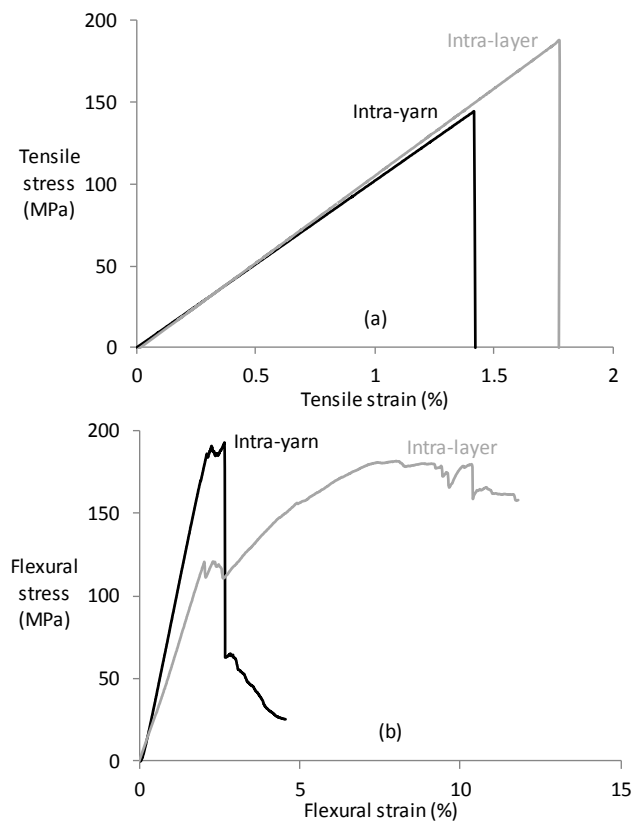 200
Intra-layer
150
Intra-yarn
Tensile
stress
(MPa)
100
50
(a)
0
0 0.5 1 1.5 2
Tensile strain (%)
200
Intra-yarn Intra-layer
150
Flexural
stress
(MPa)
100
50
(b)
0
0 5 10 15
Flexural strain (%)